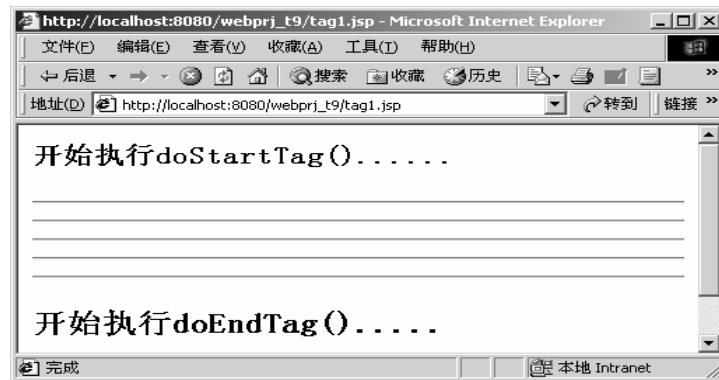 http://localhost:8080/webprj_t9/tag1.jsp - Microsoft Internet Explorer
文件(F) 编辑(E) 查看(V) 收藏(A) 工具(T) 帮助(H)
后退 搜索 收藏 历史 »
地址(D) http://localhost:8080/webprj_t9/tag1.jsp 转到 链接 »
开始执行doStartTag()......
开始执行doEndTag().....
完成 本地 Intranet